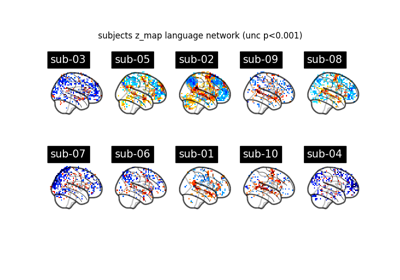 subjects z_map language network (unc p<0.001)
sub-03 sub-05 sub-02 sub-09 sub-08
sub-07 sub-06 sub-01 sub-10 sub-04